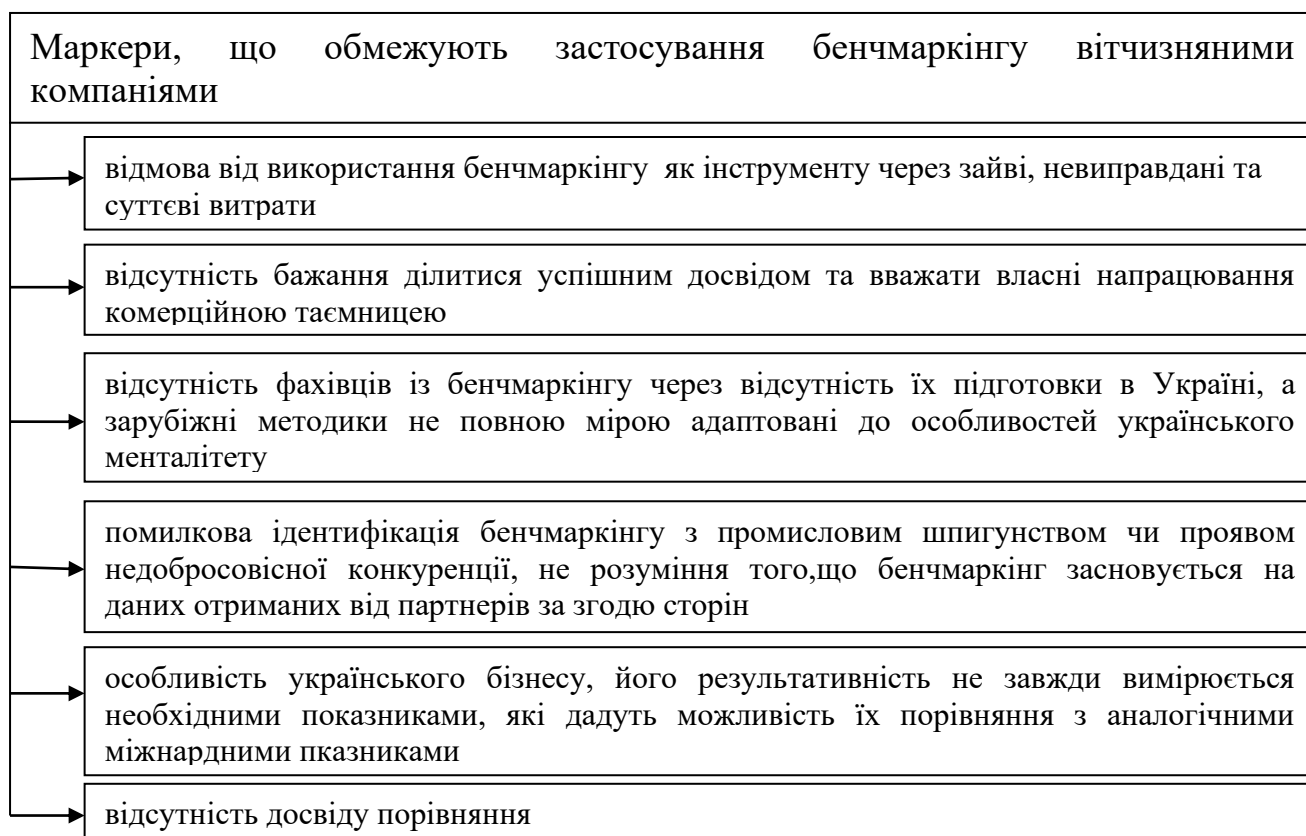 Маркери, що обмежують застосування бенчмаркінгу вітчизняними
компаніями
відмова від використання бенчмаркінгу як інструменту через зайві, невиправдані та
суттєві витрати
відсутність бажання ділитися успішним досвідом та вважати власні напрацювання
комерційною таємницею
відсутність фахівців із бенчмаркінгу через відсутність їх підготовки в Україні, а
зарубіжні методики не повною мірою адаптовані до особливостей українського
менталітету
помилкова ідентифікація бенчмаркінгу з промисловим шпигунством чи проявом
недобросовісної конкуренції, не розуміння того,що бенчмаркінг засновується на
даних отриманих від партнерів за згодю сторін
особливість українського бізнесу, його результативність не завжди вимірюється
необхідними показниками, які дадуть можливість їх порівняння з аналогічними
міжнардними пказниками
відсутність досвіду порівняння